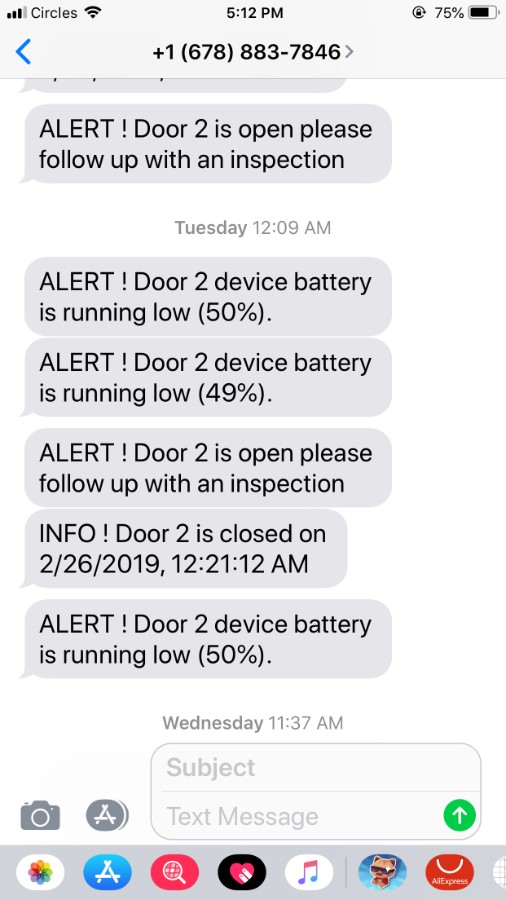 Circles 5:12 PM 75%
+1 (678) 883-7846
ALERT ! Door 2 is open please
follow up with an inspection
Tuesday 12:09 AM
ALERT ! Door 2 device battery
is running low (50%).
ALERT ! Door 2 device battery
is running low (49%).
ALERT ! Door 2 is open please
follow up with an inspection
INFO ! Door 2 is closed on
2/26/2019, 12:21:12 AM
ALERT ! Door 2 device battery
is running low (50%).
Wednesday 11:37 AM
Subject
Text Message
AliExpress